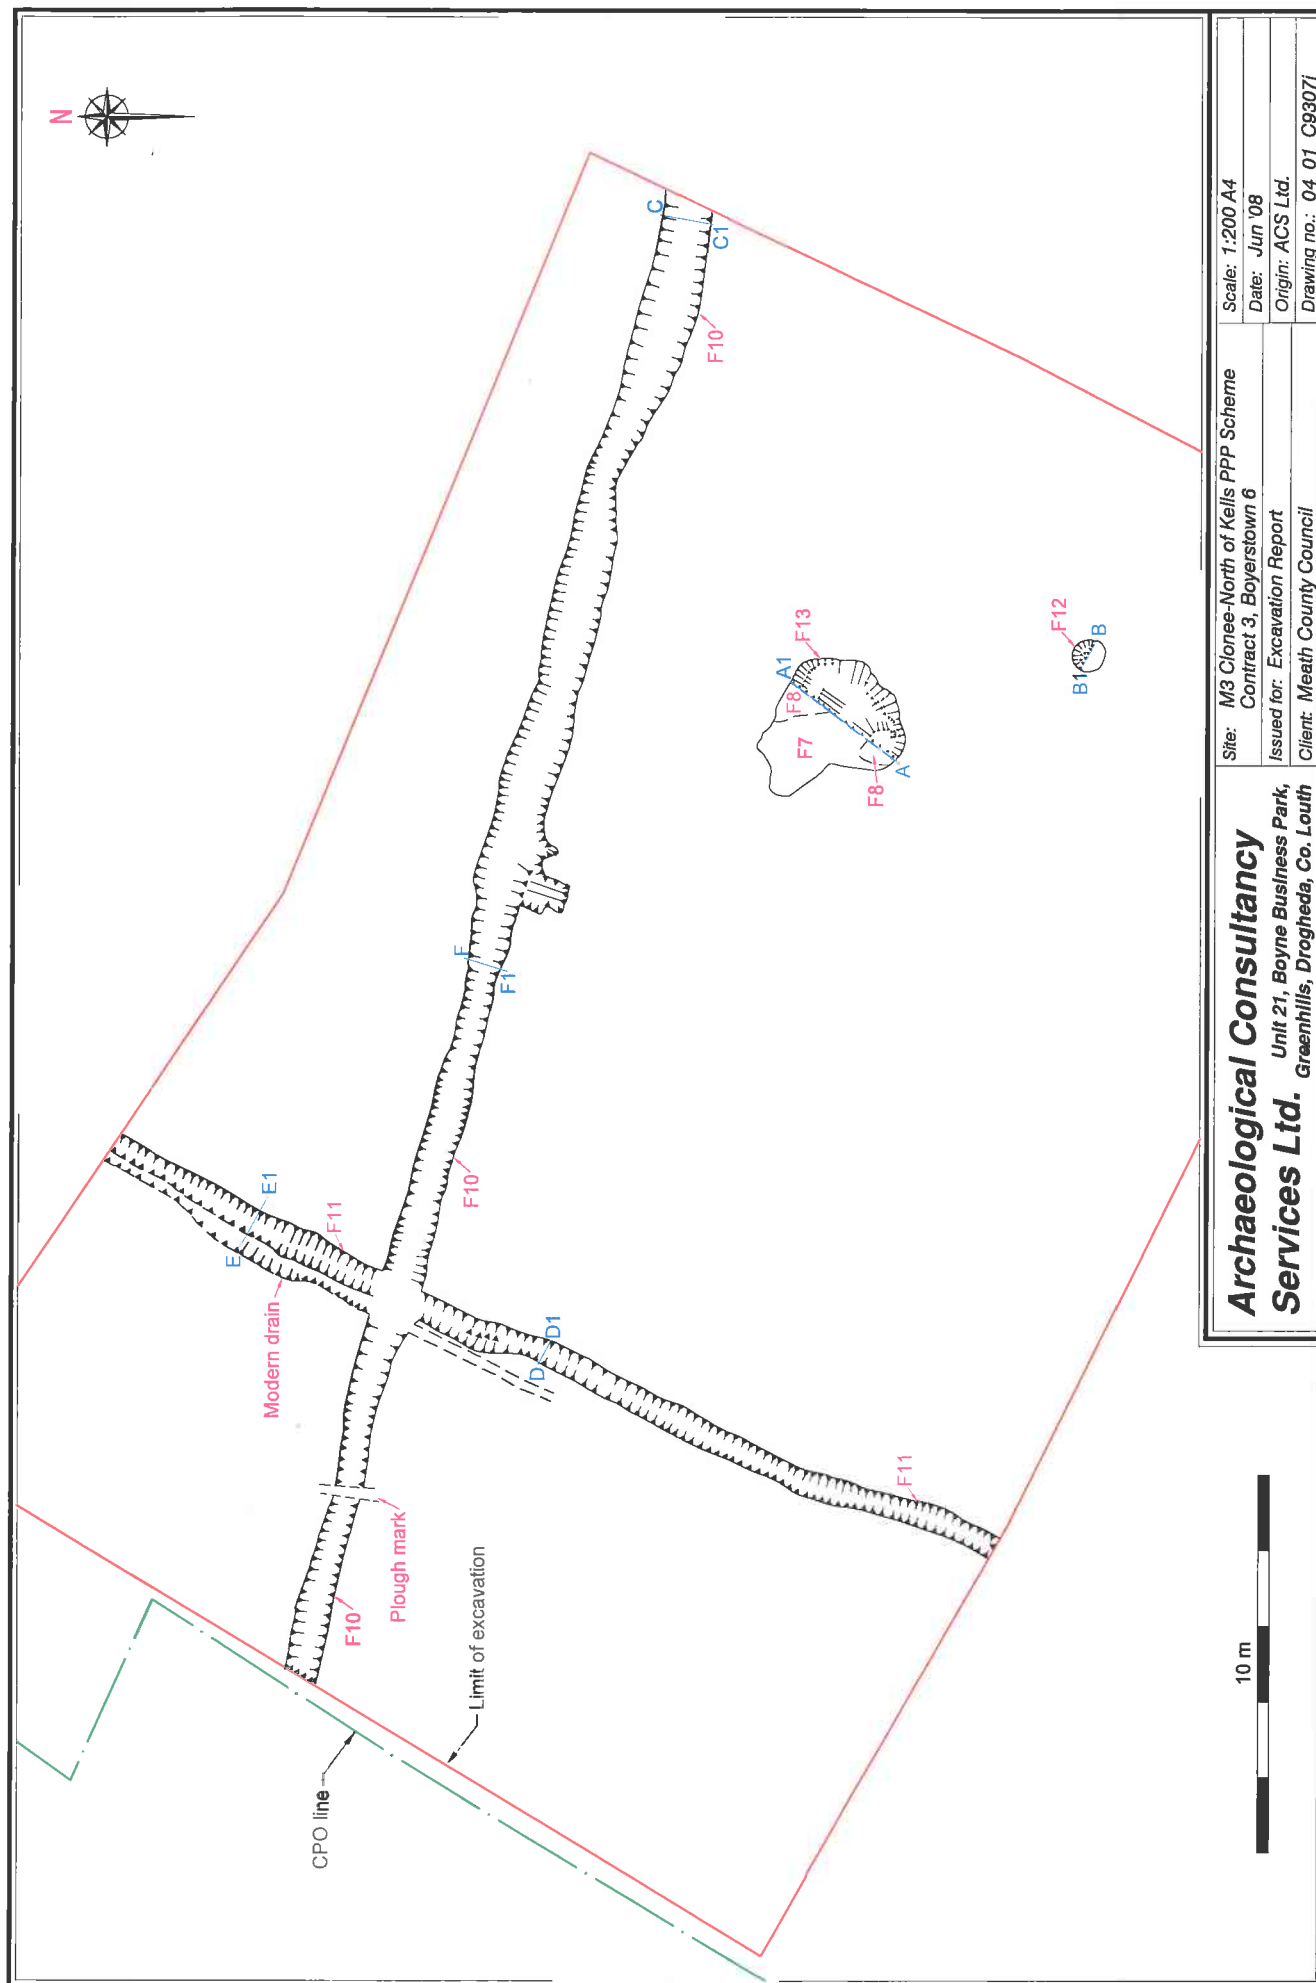 N
C
C1
F10
F13
A1
F8
F7
F8
A
F12
B1
B
F
F1
F10
E1
E
F11
Modern drain
D
D1
F11
Plough mark
F10
Limit of excavation
CPO line
10 m
Archaeological Consultancy
Services Ltd.
Unit 21, Boyne Business Park,
Greenhills, Drogheda, Co. Louth
Site: M3 Clonee-North of Kells PPP Scheme
Contract 3, Boyerstown 6
Issued for: Excavation Report
Client: Meath County Council
Scale: 1:200 A4
Date: Jun '08
Origin: ACS Ltd.
Drawing no.: 04_01_C9307i